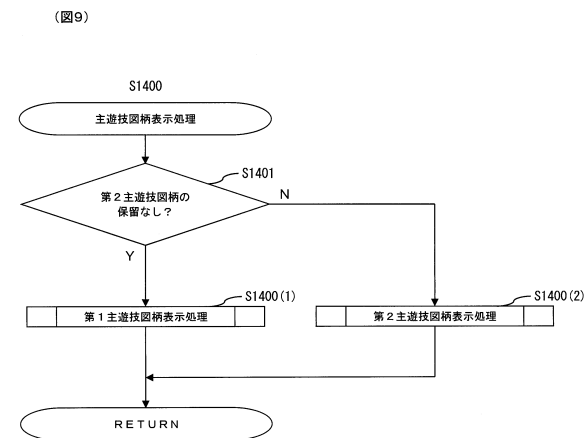 （図９）
S1400
主遊技図柄表示処理
S1401
第２主遊技図柄の
保留なし？
N
Y
S1400(1)
S1400(2)
第１主遊技図柄表示処理
第２主遊技図柄表示処理
ＲＥＴＵＲＮ